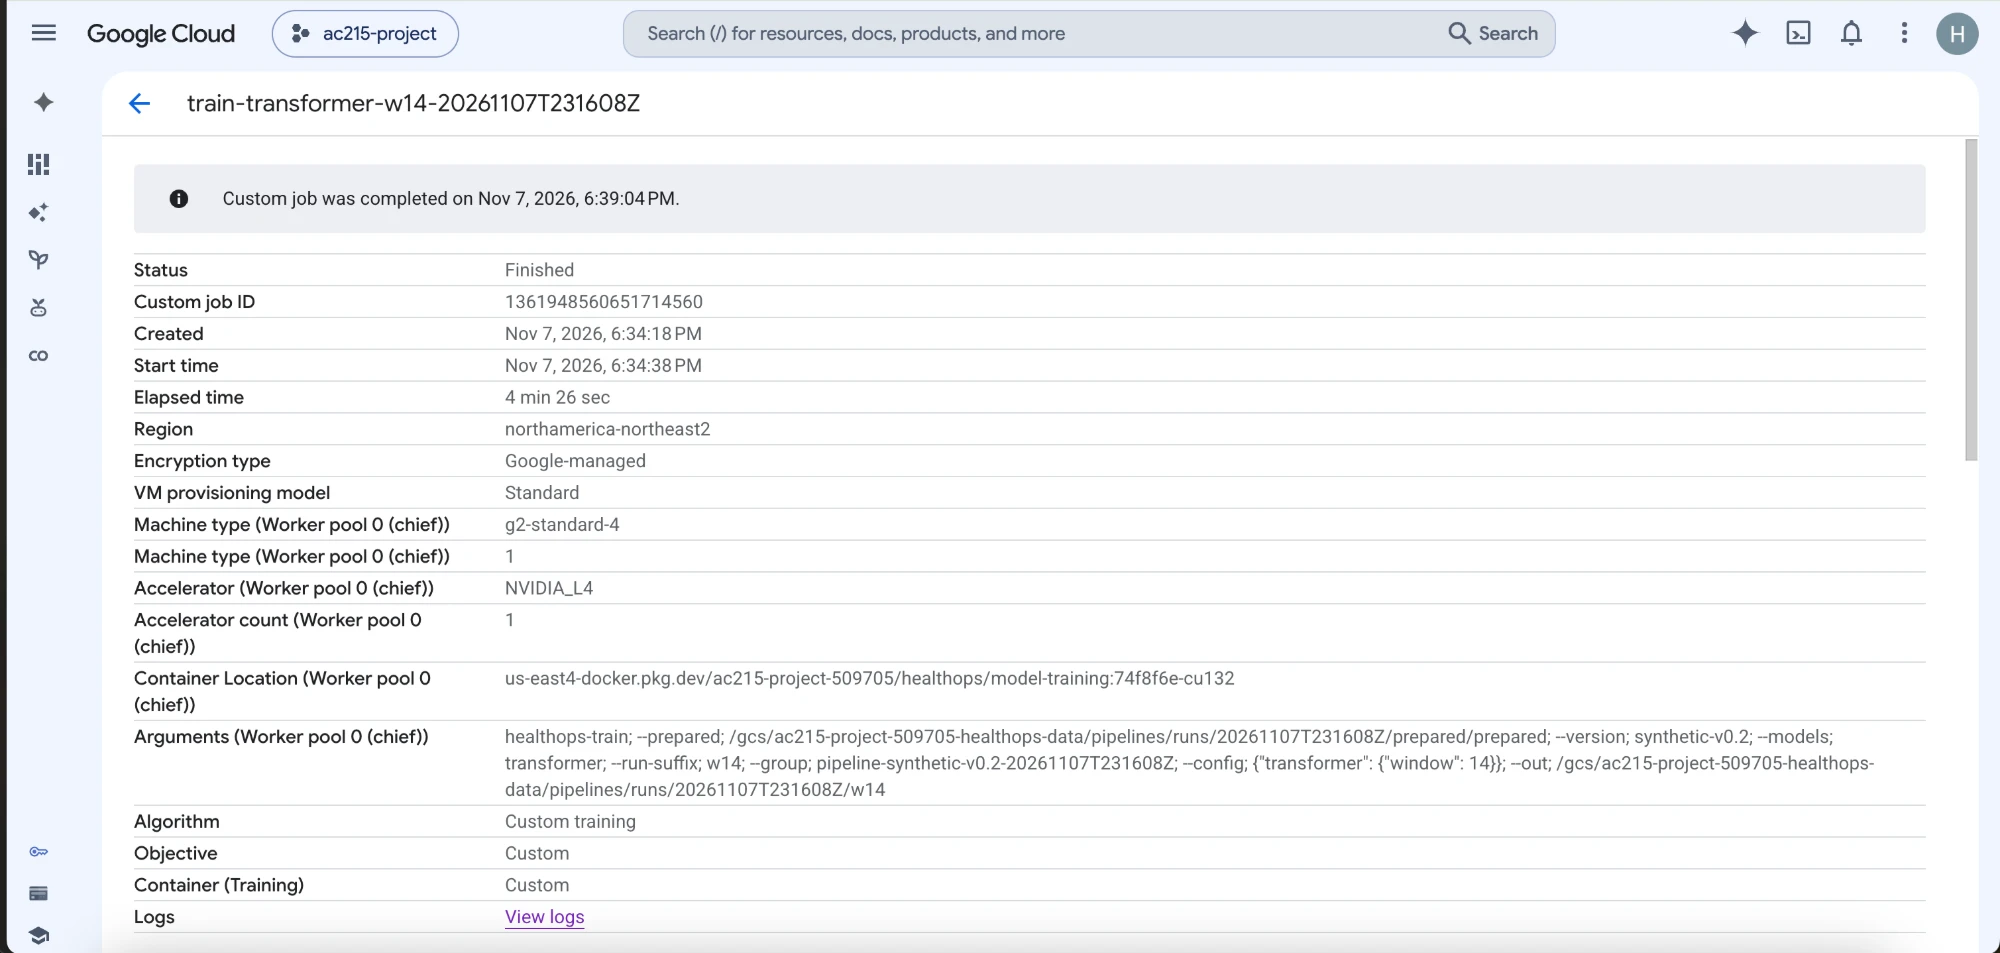 Google Cloud
ac215-project
Search (/) for resources, docs, products, and more
Search
H
train-transformer-w14-20261107T231608Z
Custom job was completed on Nov 7, 2026, 6:39:04 PM.
Status Finished
Custom job ID 1361948560651714560
Created Nov 7, 2026, 6:34:18 PM
Start time Nov 7, 2026, 6:34:38 PM
Elapsed time 4 min 26 sec
Region northamerica-northeast2
Encryption type Google-managed
VM provisioning model Standard
Machine type (Worker pool 0 (chief)) g2-standard-4
Machine type (Worker pool 0 (chief)) 1
Accelerator (Worker pool 0 (chief)) NVIDIA_L4
Accelerator count (Worker pool 0 1
(chief))
Container Location (Worker pool 0 us-east4-docker.pkg.dev/ac215-project-509705/healthops/model-training:74f8f6e-cu132
(chief))
Arguments (Worker pool 0 (chief)) healthops-train; --prepared; /gcs/ac215-project-509705-healthops-data/pipelines/runs/20261107T231608Z/prepared/prepared; --version; synthetic-v0.2; --models;
transformer; --run-suffix; w14; --group; pipeline-synthetic-v0.2-20261107T231608Z; --config; {"transformer": {"window": 14}}; --out; /gcs/ac215-project-509705-healthops-
data/pipelines/runs/20261107T231608Z/w14
Algorithm Custom training
Objective Custom
Container (Training) Custom
Logs View logs